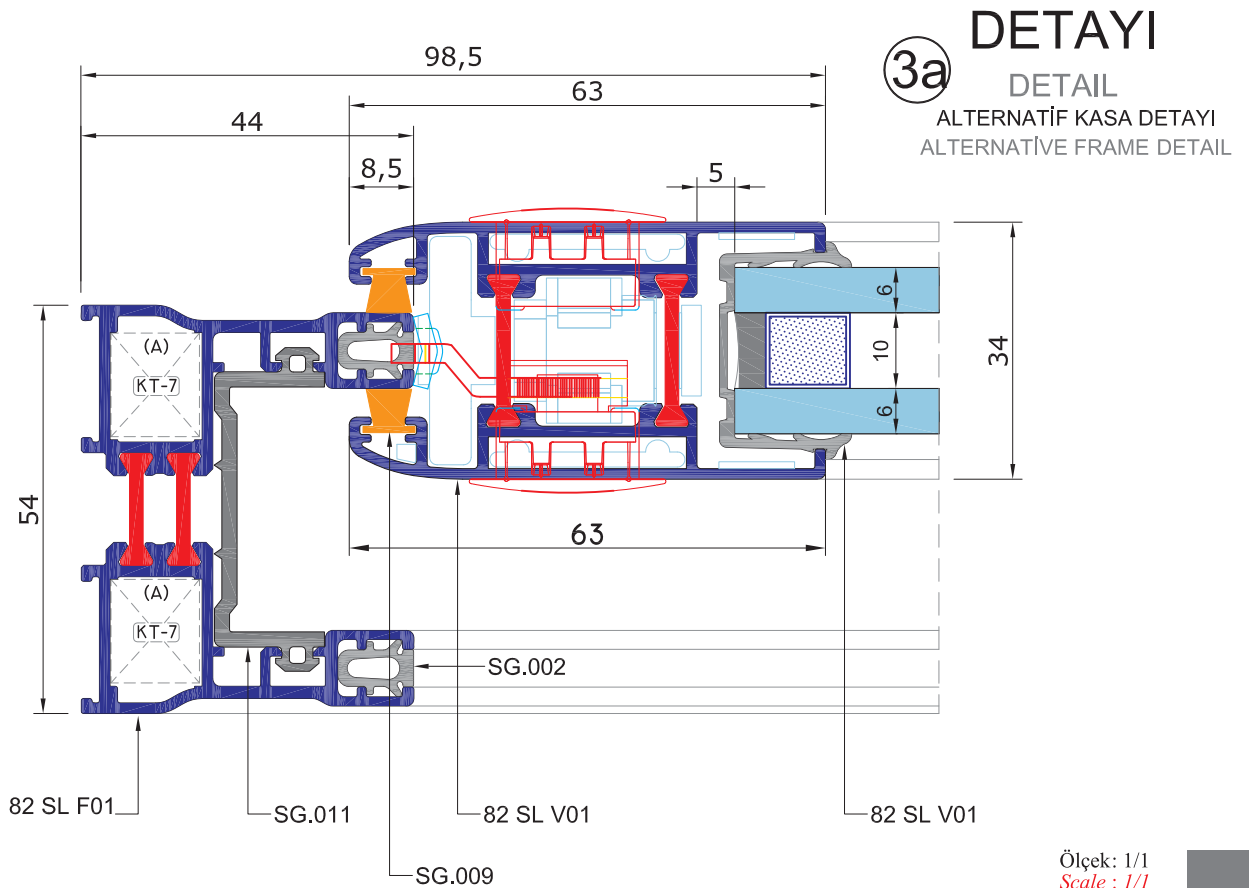 DETAYI
3a
DETAIL
ALTERNATİF KASA DETAYI
ALTERNATİVE FRAME DETAIL
98,5
63
44
8,5
5
6
10
6
34
54
(A)
KT-7
(A)
KT-7
63
SG.002
82 SL F01
SG.011
82 SL V01
82 SL V01
SG.009
Ölçek: 1/1
Scale : 1/1